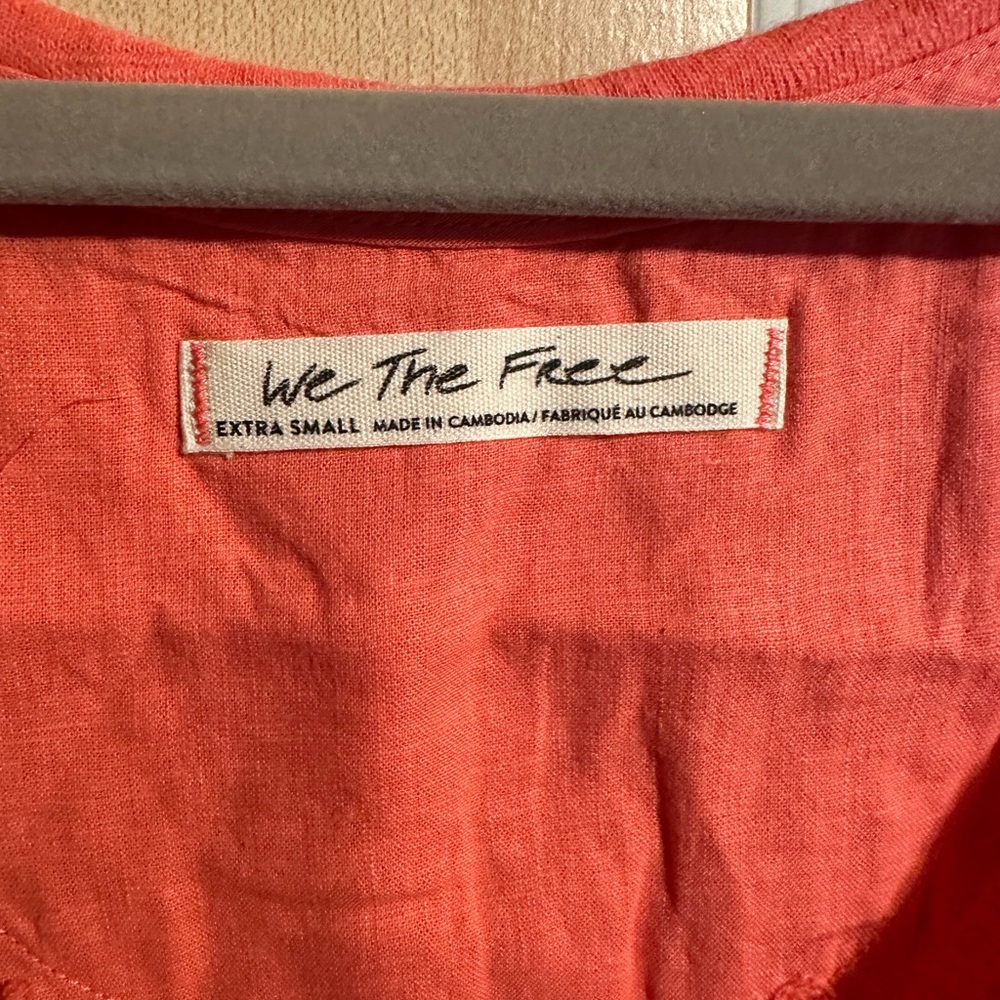 We The Free
EXTRA SMALL MADE IN CAMBODIA / FABRIQUÉ AU CAMBODGE